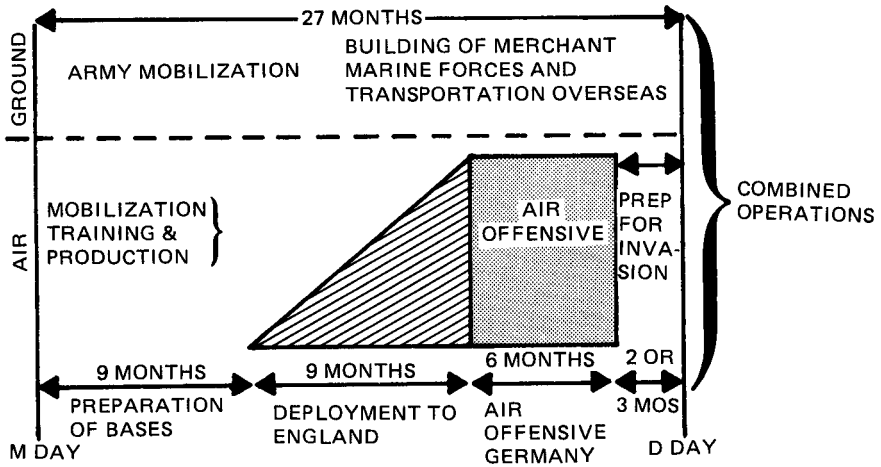 27 MONTHS
GROUND
ARMY MOBILIZATION
BUILDING OF MERCHANT
MARINE FORCES AND
TRANSPORTATION OVERSEAS
AIR
MOBILIZATION
TRAINING &
PRODUCTION
AIR
OFFENSIVE
PREP
FOR
INVA-
SION
COMBINED
OPERATIONS
9 MONTHS
PREPARATION
OF BASES
9 MONTHS
DEPLOYMENT TO
ENGLAND
6 MONTHS
AIR
OFFENSIVE
GERMANY
2 OR
3 MOS
M DAY
D DAY